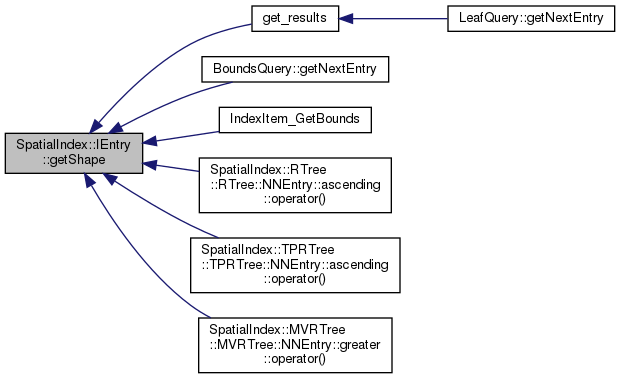 get_results
LeafQuery::getNextEntry
BoundsQuery::getNextEntry
IndexItem_GetBounds
SpatialIndex::IEntry
::getShape
SpatialIndex::RTree
::RTree::NNEntry::ascending
::operator()
SpatialIndex::TPRTree
::TPRTree::NNEntry::ascending
::operator()
SpatialIndex::MVRTree
::MVRTree::NNEntry::greater
::operator()